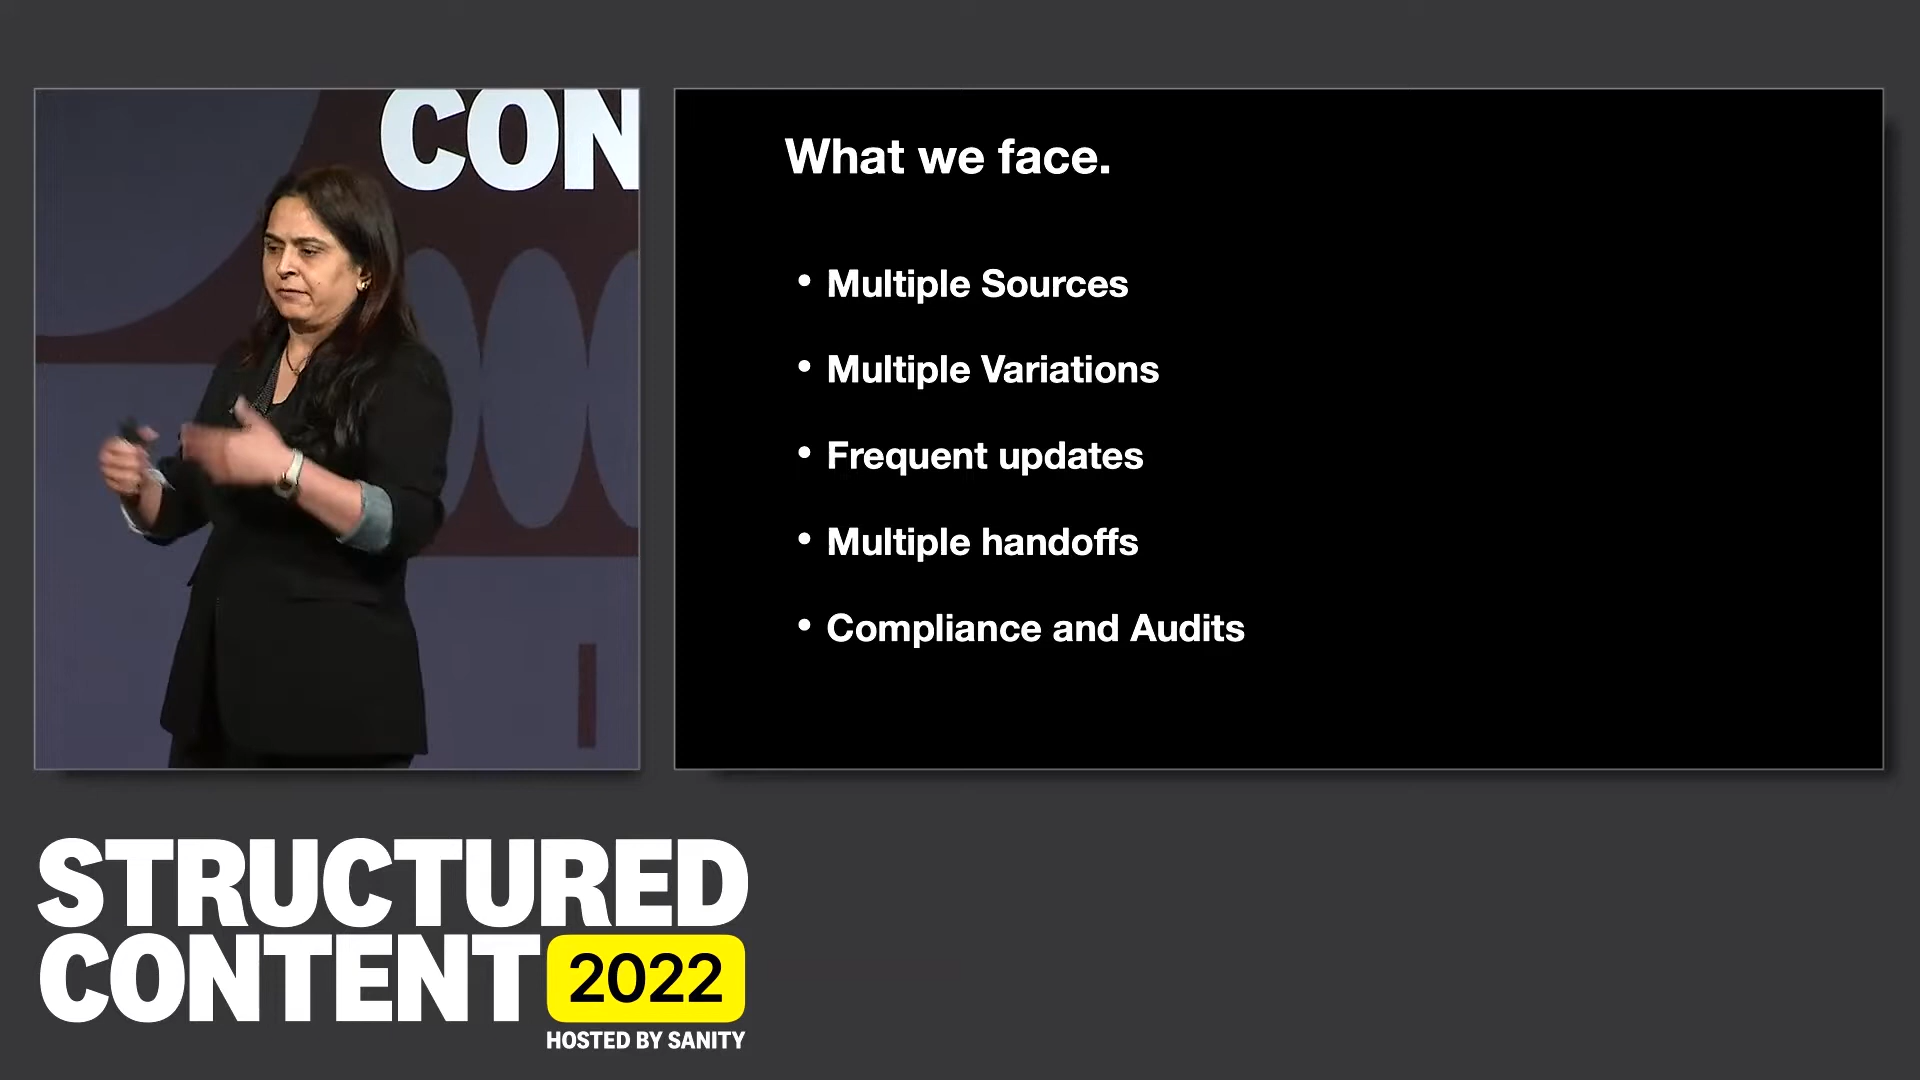 CON
What we face.
• Multiple Sources
• Multiple Variations
• Frequent updates
• Multiple handoffs
• Compliance and Audits
STRUCTURED
CONTENT 2022
HOSTED BY SANITY